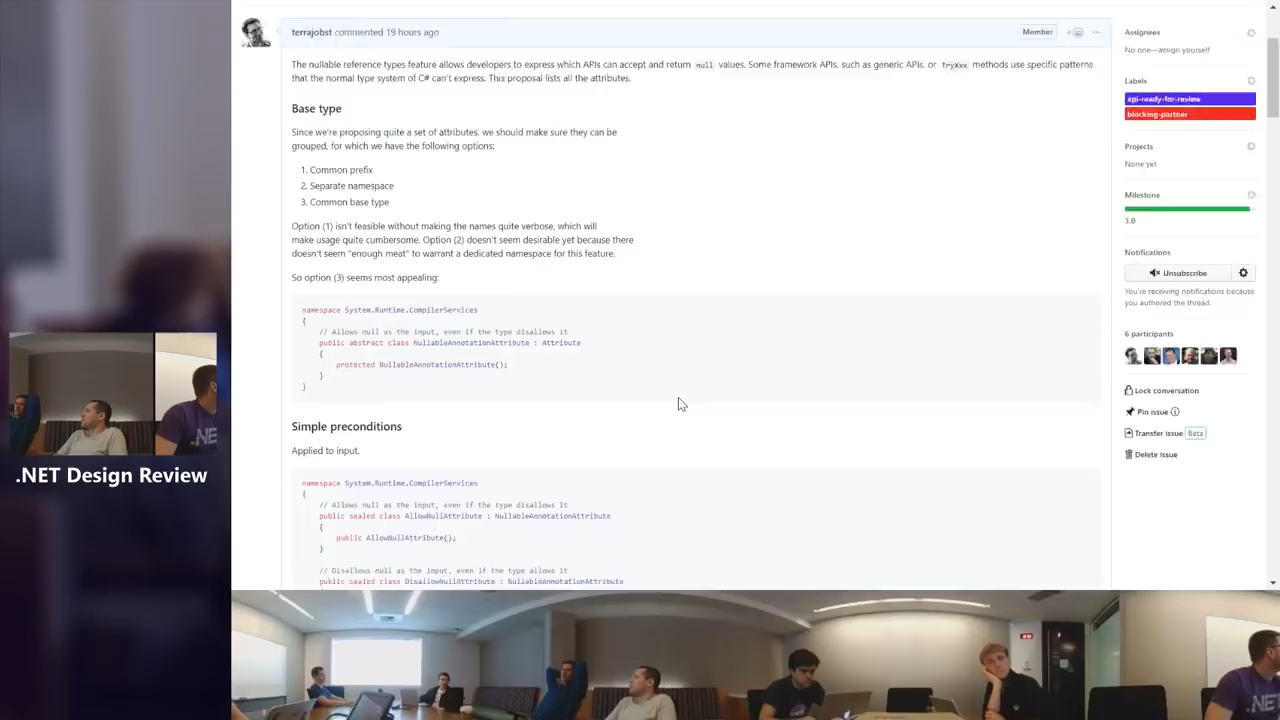 terrajobst commented 19 hours ago
Member
The nullable reference types feature allows developers to express which APIs can accept and return null values. Some framework APIs, such as generic APIs, or TryXxx methods use specific patterns
that the normal type system of C# can't express. This proposal lists all the attributes.
Base type
Since we're proposing quite a set of attributes, we should make sure they can be
grouped, for which we have the following options:
1. Common prefix
2. Separate namespace
3. Common base type
Option (1) isn't feasible without making the names quite verbose, which will
make usage quite cumbersome. Option (2) doesn't seem desirable yet because there
doesn't seem "enough meat" to warrant a dedicated namespace for this feature.
So option (3) seems most appealing:
namespace System.Runtime.CompilerServices
{
// Allows null as the input, even if the type disallows it
public abstract class NullableAnnotationAttribute : Attribute
{
protected NullableAnnotationAttribute();
}
}
Simple preconditions
Applied to input.
namespace System.Runtime.CompilerServices
{
// Allows null as the input, even if the type disallows it
public sealed class AllowNullAttribute : NullableAnnotationAttribute
{
public AllowNullAttribute();
}
// Disallows null as the input, even if the type allows it
public sealed class DisallowNullAttribute : NullableAnnotationAttribute
Assignees
No one—assign yourself
Labels
api-ready-for-review
blocking-partner
Projects
None yet
Milestone
3.0
Notifications
Unsubscribe
You're receiving notifications because
you authored the thread.
6 participants
Lock conversation
Pin issue
Transfer issue Beta
Delete issue
.NET
.NET Design Review
.NET